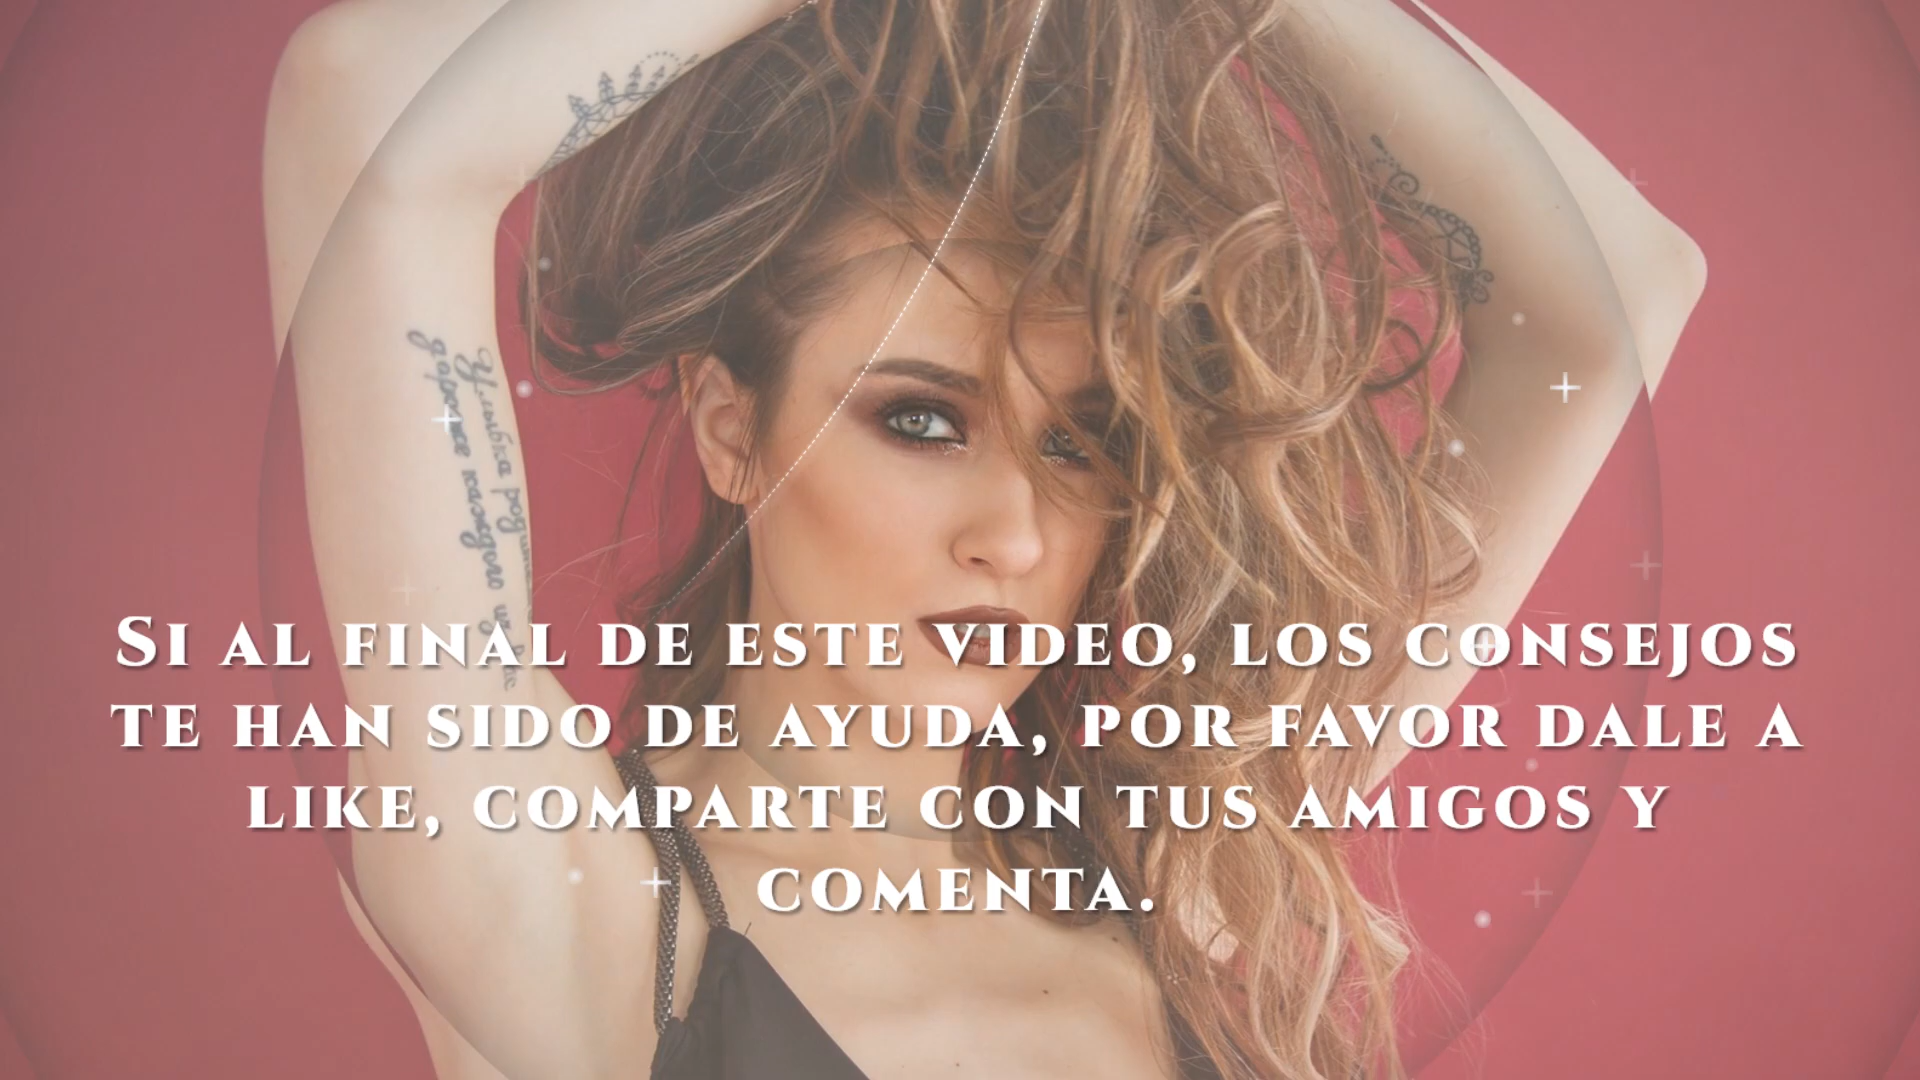 Si al final de este video, los consejos
te han sido de ayuda, por favor dale a
like, comparte con tus amigos y
comenta.